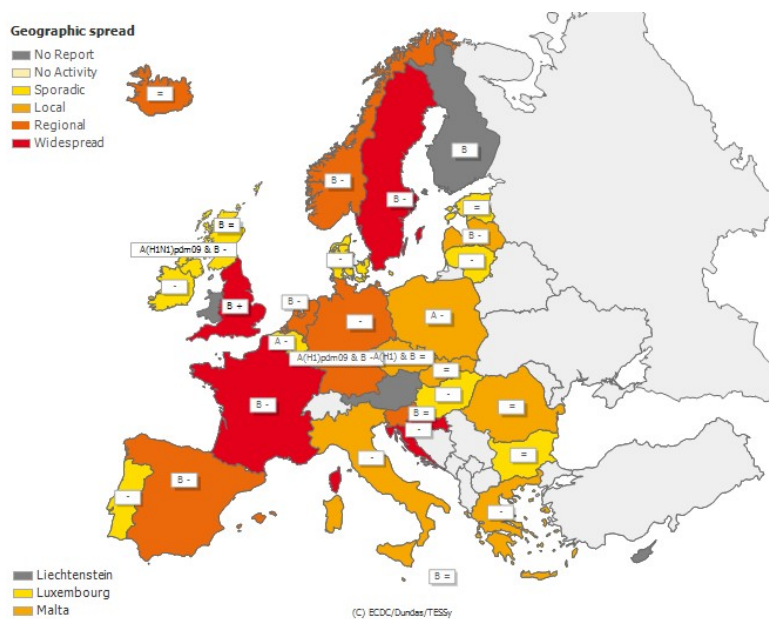 Geographic spread
No Report
No Activity
Sporadic
Local
Regional
Widespread
=
B
B -
B -
=
B =
B -
A(H1N1)pdm09 & B -
-
-
-
B +
B -
-
A -
A -
A(H1)pdm09 & B -
A(H) & B =
=
-
B -
B =
=
-
=
-
B -
-
-
B =
Liechtenstein
Luxembourg
Malta
(C) ECDC/Dundas/TESSy